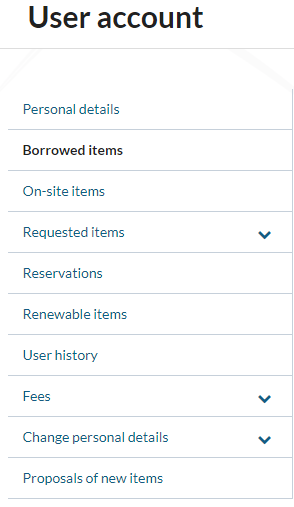 User account
Personal details
Borrowed items
On-site items
Requested items
Reservations
Renewable items
User history
Fees
Change personal details
Proposals of new items